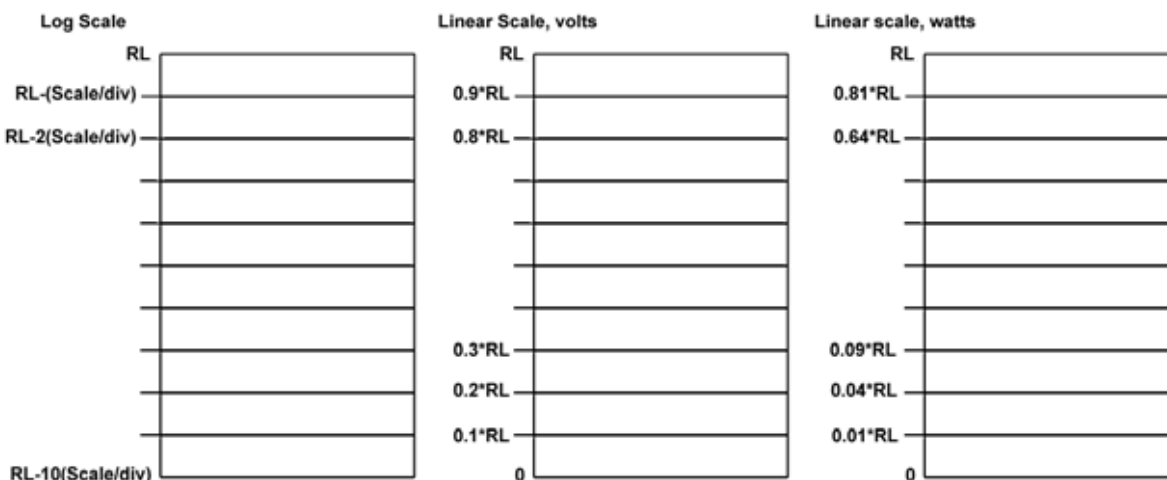 Log Scale
RL
RL-(Scale/div)
RL-2(Scale/div)
RL-10(Scale/div)
Linear Scale, volts
RL
0.9*RL
0.8*RL
0.3*RL
0.2*RL
0.1*RL
0
Linear scale, watts
RL
0.81*RL
0.64*RL
0.09*RL
0.04*RL
0.01*RL
0